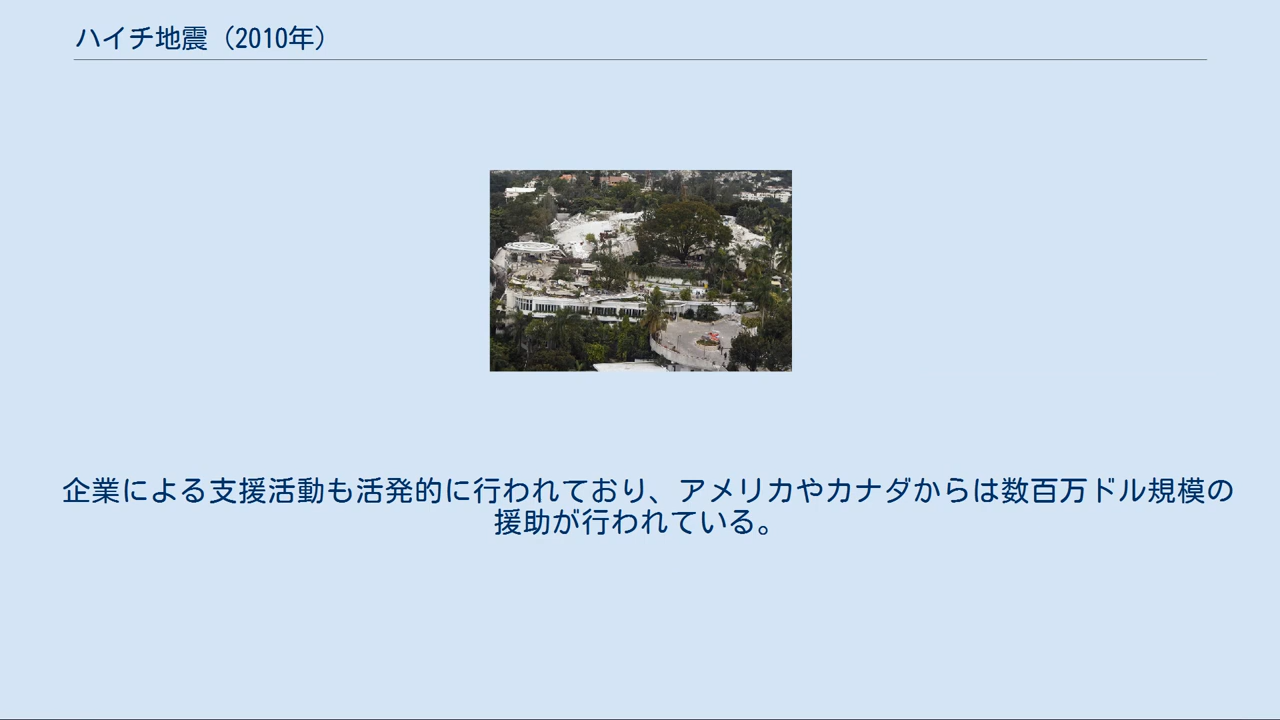 ハイチ地震（2010年）
企業による支援活動も活発的に行われており、アメリカやカナダからは数百万ドル規模の
援助が行われている。